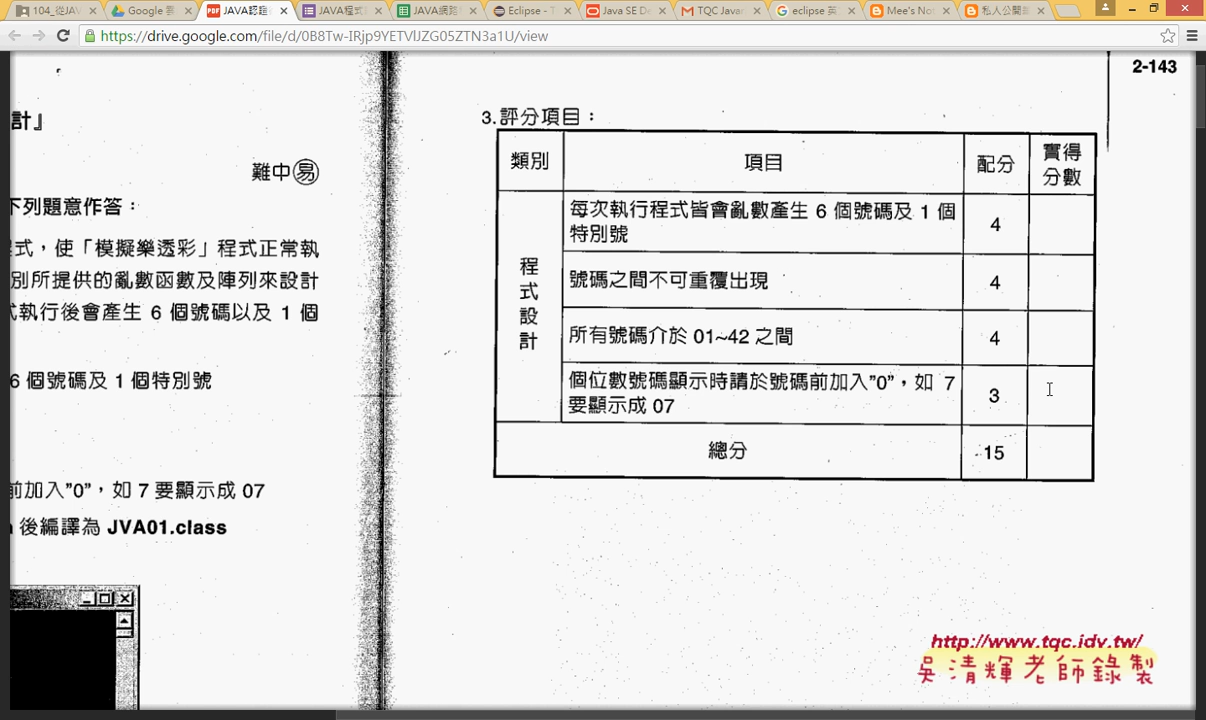 104_從JAV
Google 雲
JAVA認證
JAVA程式
JAVA網路
Eclipse - T
Java SE De
TQC Javar
eclipse 英
Mee's Not
私人公開
https://drive.google.com/file/d/0B8Tw-IRjp9YETVlJZG05ZTN3a1U/view
計』
難中易
下列題意作答：
式，使「模擬樂透彩」程式正常執
別所提供的亂數函數及陣列來設計
式執行後會產生 6 個號碼以及 1 個
6 個號碼及 1 個特別號
前加入"0"，如 7 要顯示成 07
後編譯為 JVA01.class
2-143
3.評分項目：
類別 項目 配分 實得分數
程式設計
每次執行程式皆會亂數產生 6 個號碼及 1 個
特別號 4
號碼之間不可重覆出現 4
所有號碼介於 01~42 之間 4
個位數號碼顯示時請於號碼前加入"0"，如 7
要顯示成 07 3
總分 15
http://www.tqc.idv.tw/
吳清輝老師錄製